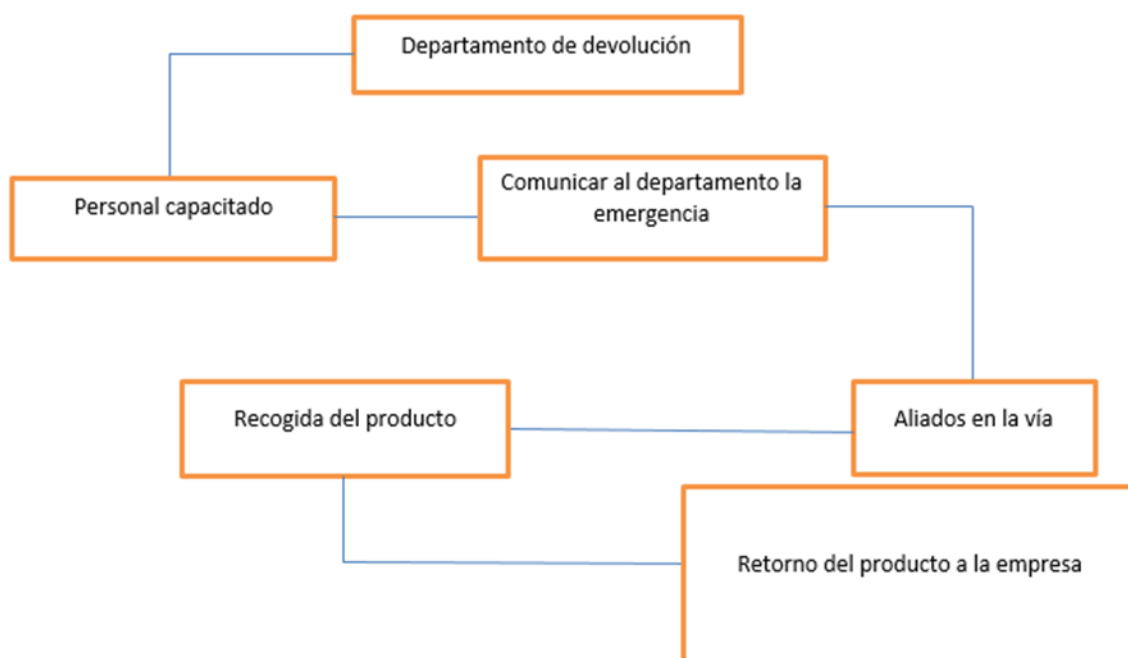 Departamento de devolución
Personal capacitado
Comunicar al departamento la
emergencia
Aliados en la vía
Recogida del producto
Retorno del producto a la empresa